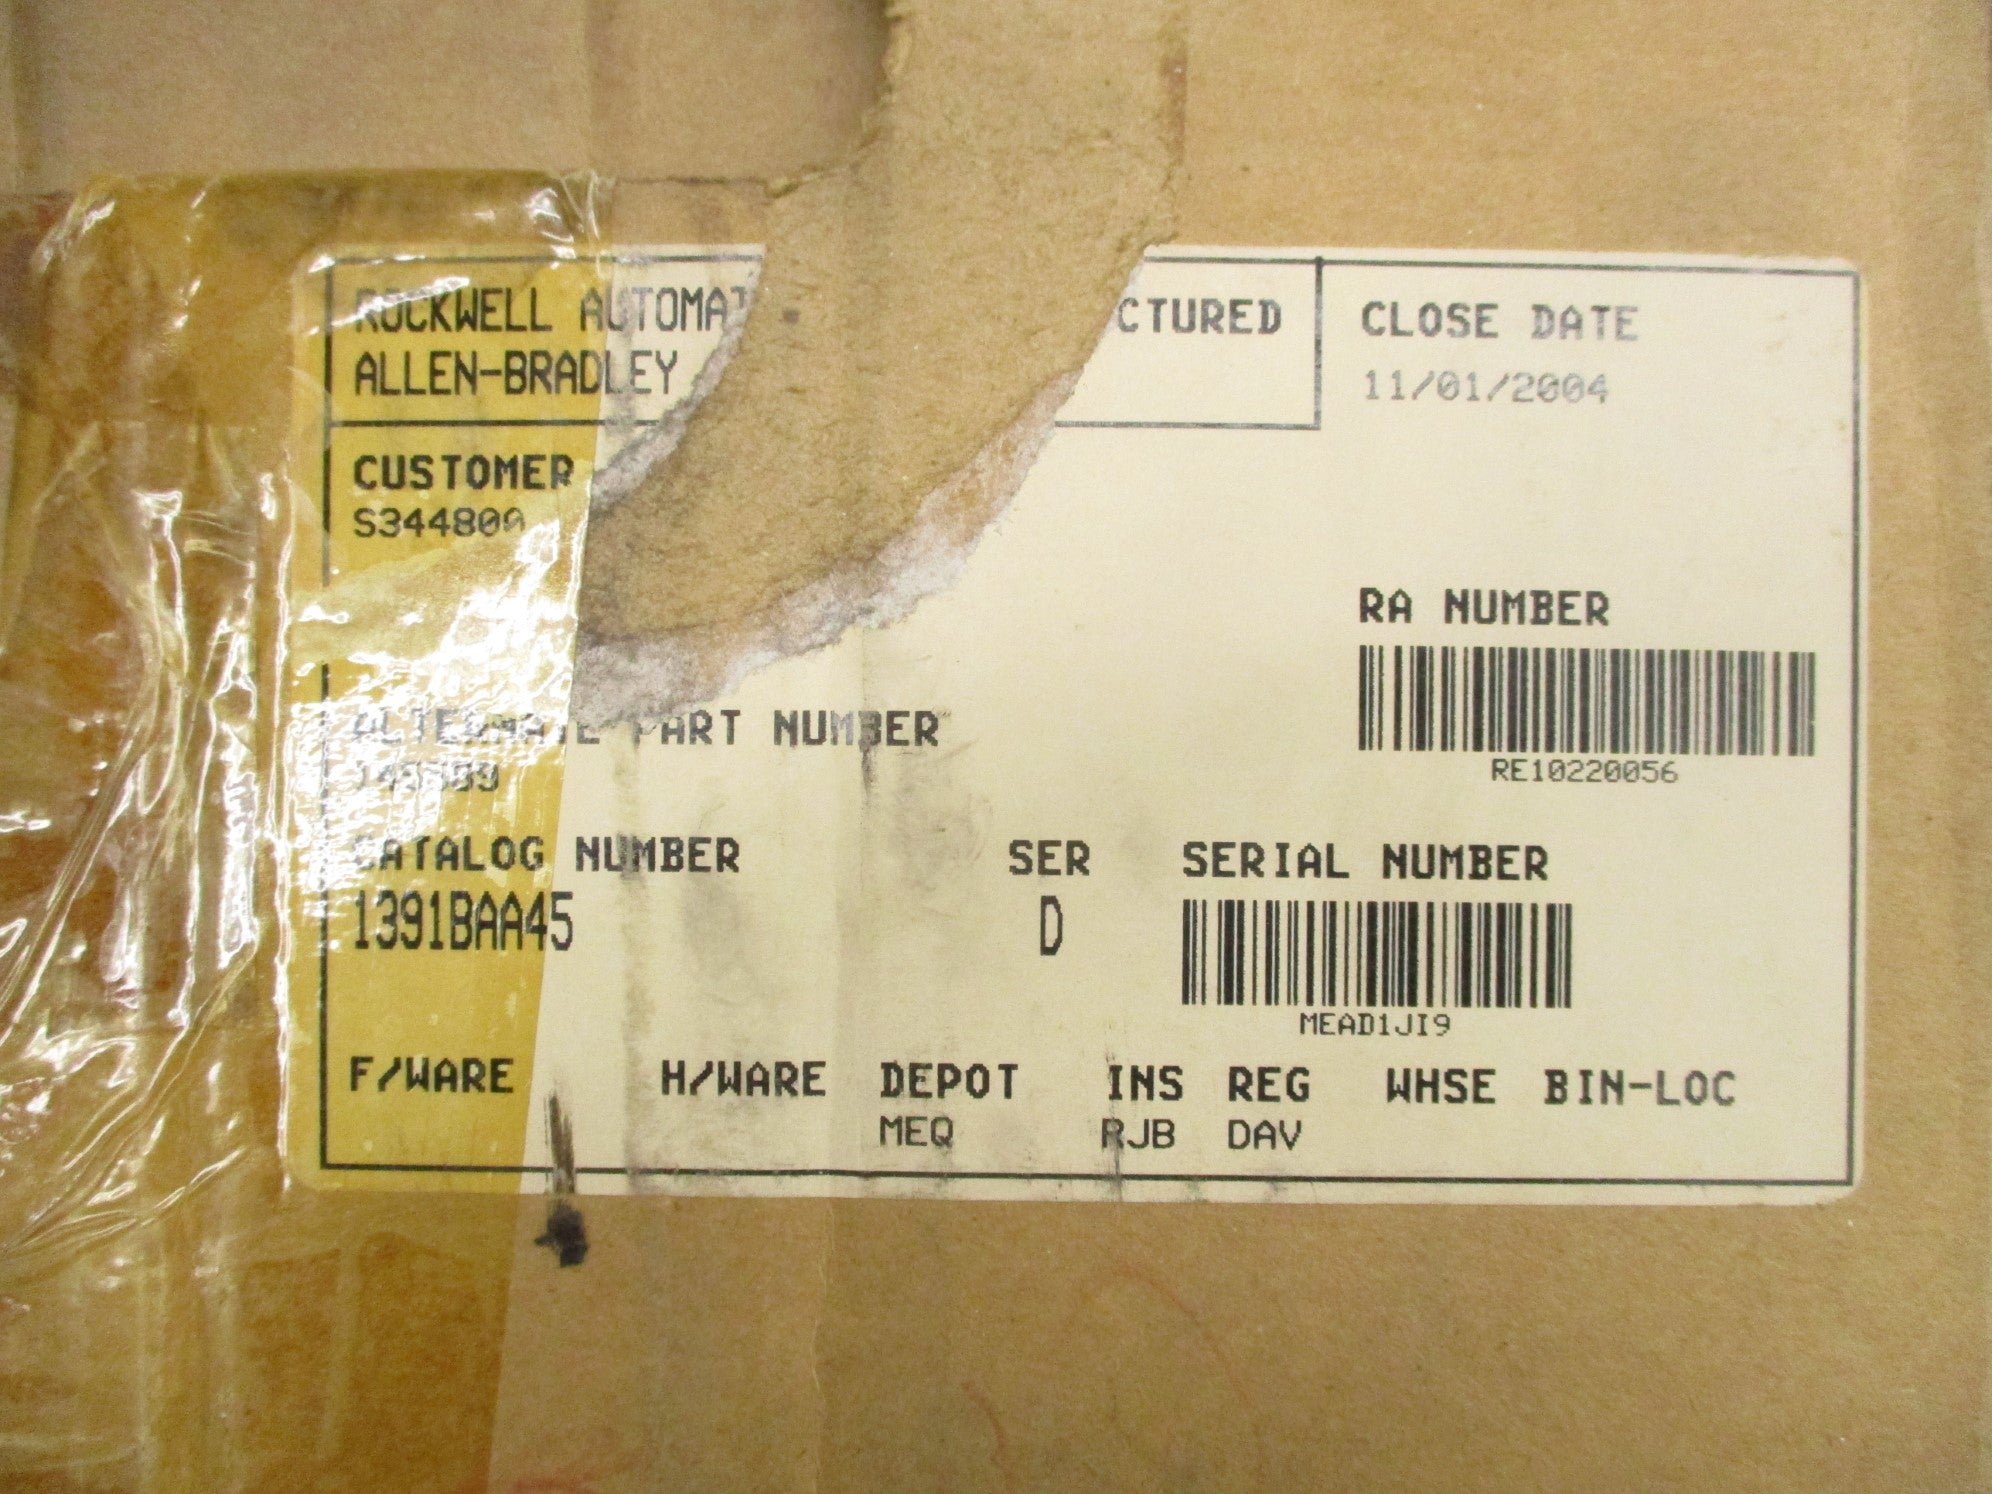 ROCKWELL AUTOMAT CTURED
ALLEN-BRADLEY
CLOSE DATE
11/01/2004
CUSTOMER
RA NUMBER
RE10220056
ALTERNATE PART NUMBER
CATALOG NUMBER
1391BAA45
SER
D
SERIAL NUMBER
MEAD1JI9
F/WARE H/WARE DEPOT INS REG WHSE BIN-LOC
MEQ RJB DAV